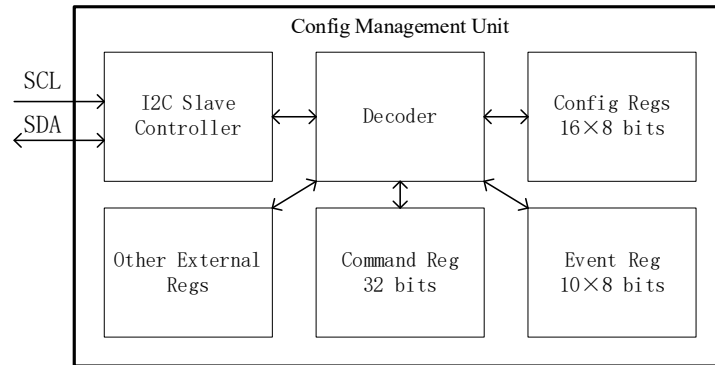 Config Management Unit
SCL
SDA
I2C Slave
Controller
Decoder
Config Regs
16×8 bits
Other External
Regs
Command Reg
32 bits
Event Reg
10×8 bits